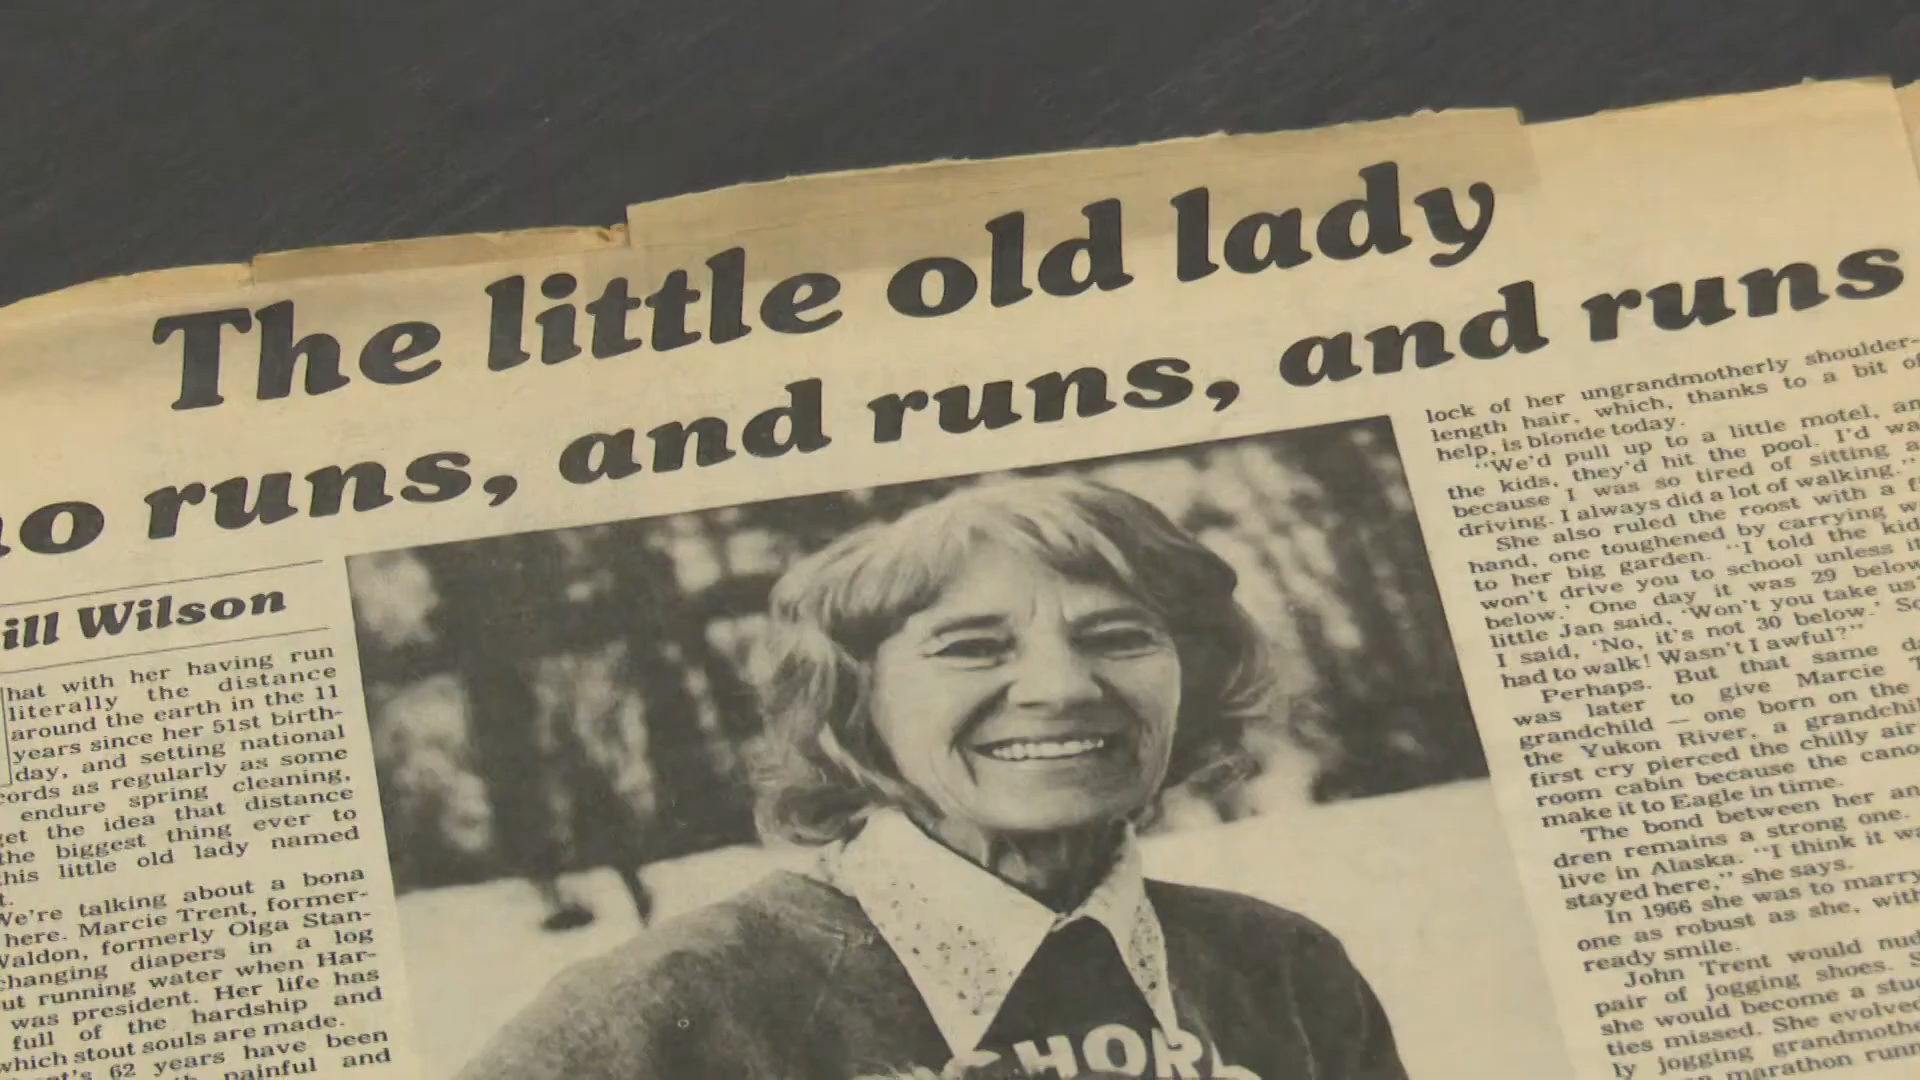 The little old lady
runs, and runs, and runs
ill Wilson
hat with her having run
literally the distance
around the earth in the 11
years since her 51st birth-
day, and setting national
cords as regularly as some
endure spring cleaning,
get the idea that distance
the biggest thing ever to
this little old lady named
t.
We're talking about a bona
here. Marcie Trent, former-
Waldon, formerly Olga Stan-
changing diapers in a log
ut running water when Har-
was president. Her life has
full of the hardship and
which stout souls are made.
62 years have been
painful and
CHOR
lock of her ungrandmotherly shoulder-
length hair, which, thanks to a bit of
help, is blonde today.
"We'd pull up to a little motel, an
the kids, they'd hit the pool. I'd wa
because I was so tired of sitting a
driving. I always did a lot of walking."
She also ruled the roost with a
hand, one toughened by carrying w
to her big garden. "I told the kid
won't drive you to school unless it
below.' One day it was 29 below
little Jan said, 'Won't you take us
I said, 'No, it's not 30 below.' So
had to walk! Wasn't I awful?"
Perhaps. But that same da
was later to give Marcie T
grandchild — one born on the
the Yukon River, a grandchil
first cry pierced the chilly air
room cabin because the cano
make it to Eagle in time.
The bond between her an
dren remains a strong one.
live in Alaska. "I think it wa
stayed here," she says.
In 1966 she was to marry
one as robust as she, with
ready smile.
John Trent would nud
pair of jogging shoes. S
she would become a stu
ties missed. She evolved
ly jogging grandmothe
marathon runn